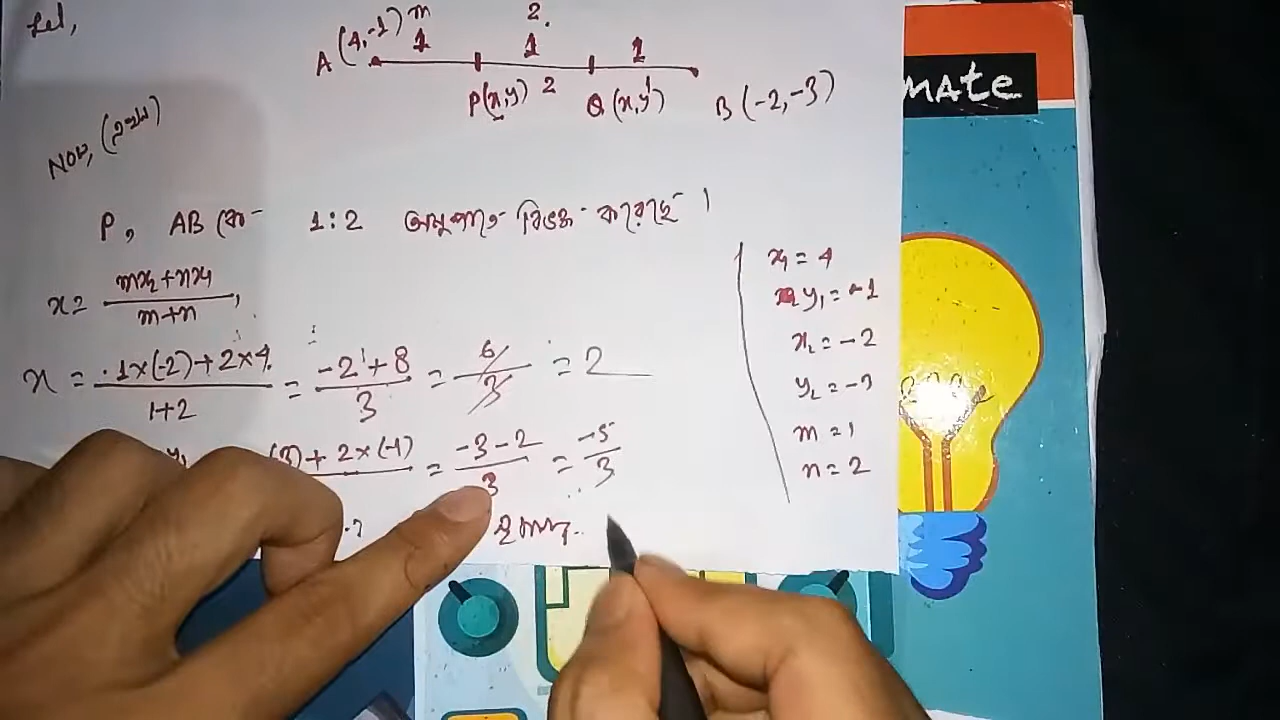 Let,
m 2.
A (4,-1) 1 1 1
P(x,y) 2 Q (x,y') B (-2,-3)
MATE
Now,
P, AB কে 1:2 অনুপাতে বিভক্ত করেছে ।
x = mx₂+nx₁ / m+n ,
x = 1×(-2)+2×4 / 1+2 = -2+8 / 3 = 6/3 = 2
3)+2×(-1) = -3-2 / 3 = -5/3
x₁ = 4
y₁ = -1
x₂ = -2
y₂ = -3
m = 1
n = 2